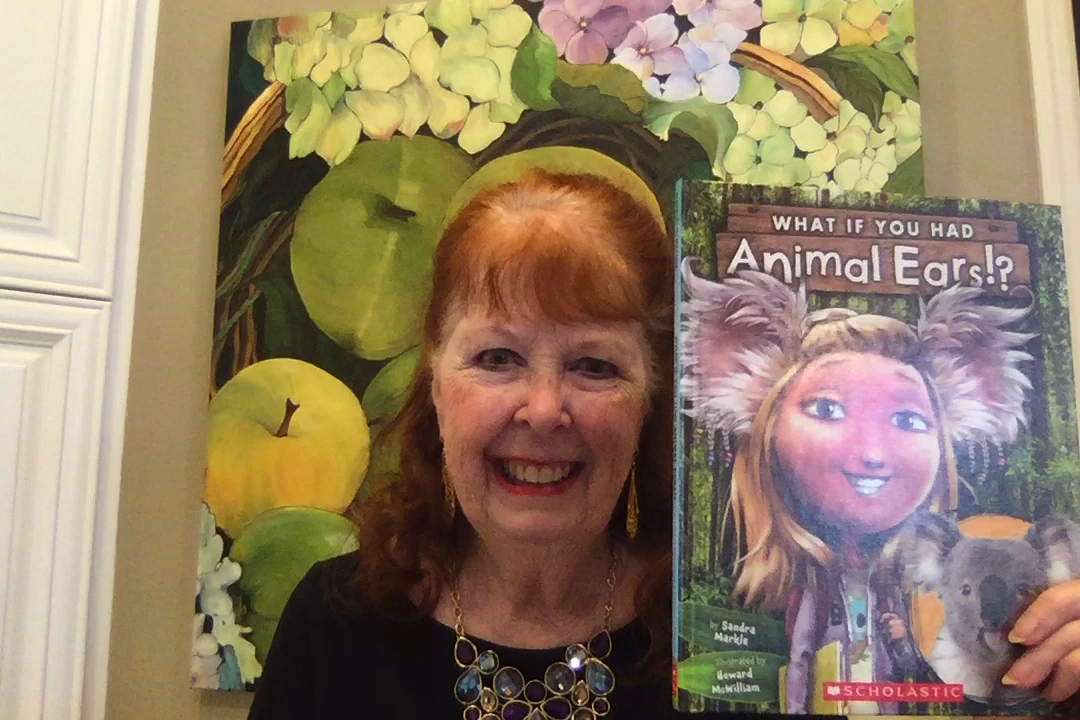 WHAT IF YOU HAD
Animal Ears!?
by Sandra
Markle
illustrated by
Howard
McWilliam
SCHOLASTIC